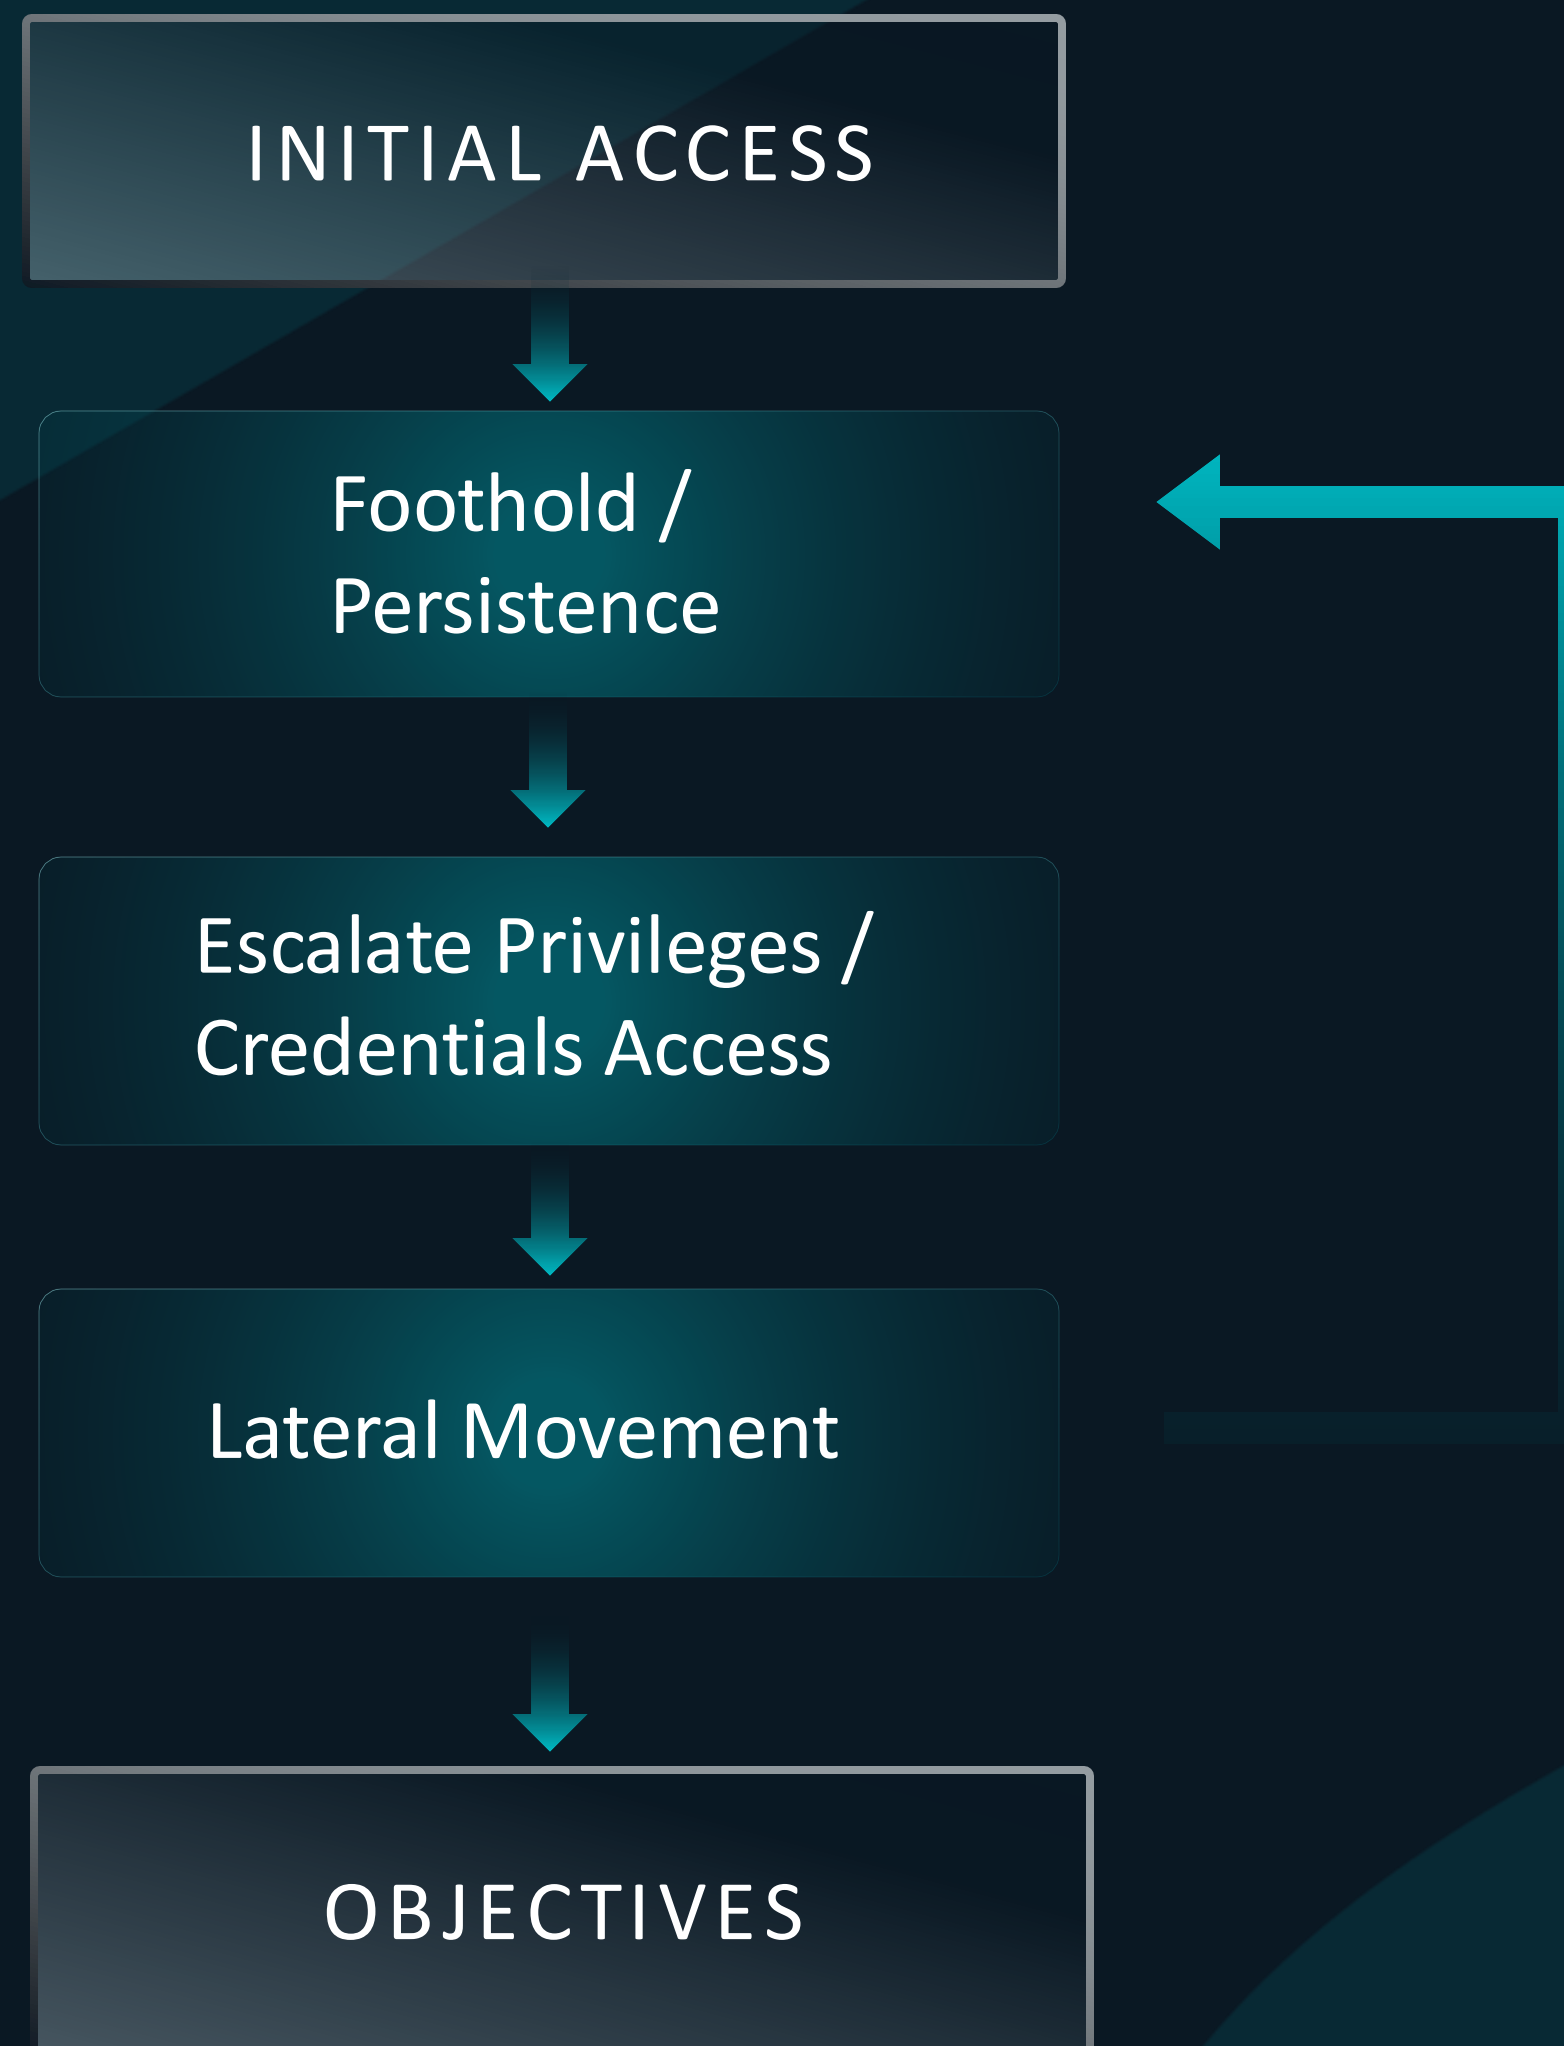 INITIAL ACCESS
Foothold /
Persistence
Escalate Privileges /
Credentials Access
Lateral Movement
OBJECTIVES